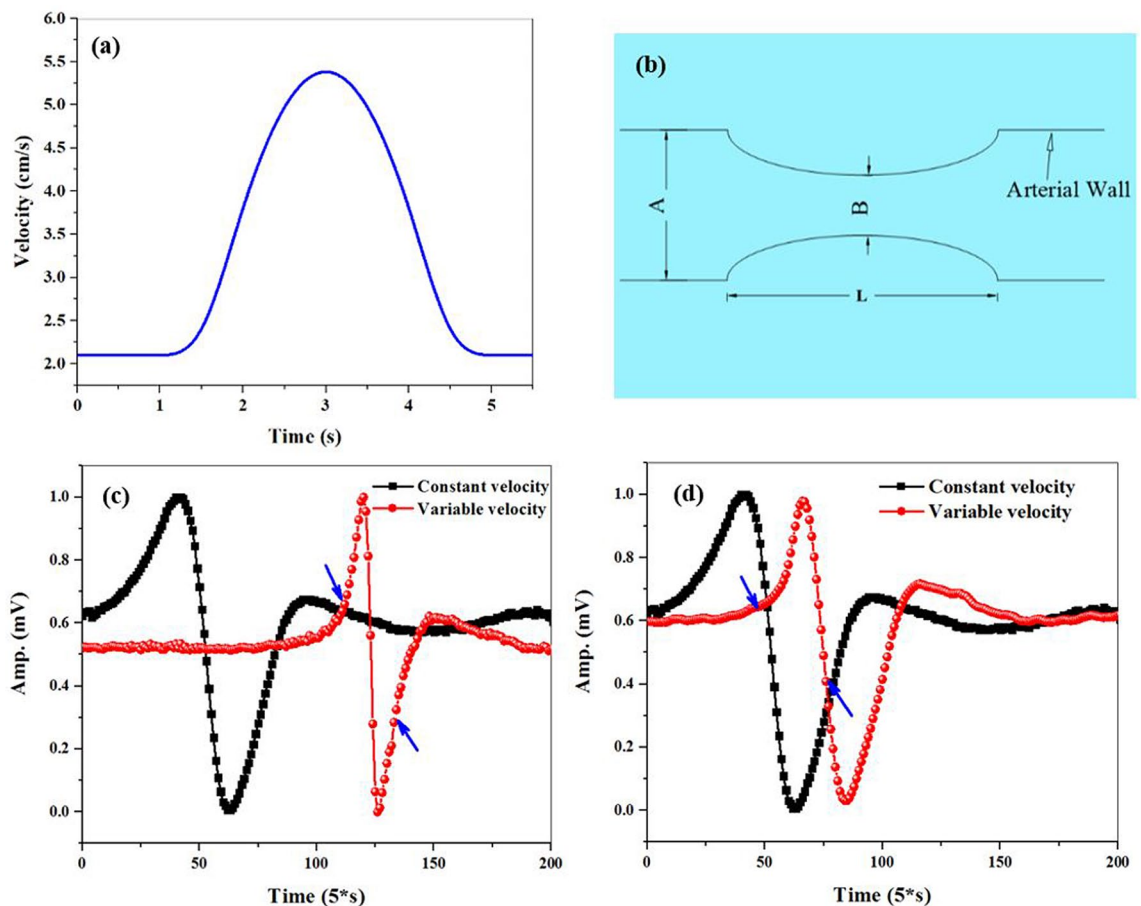 (a)
Velocity (cm/s)
6.0
5.5
5.0
4.5
4.0
3.5
3.0
2.5
2.0
0 1 2 3 4 5
Time (s)
(b)
A
B
L
Arterial Wall
(c)
Constant velocity
Variable velocity
Amp. (mV)
1.0
0.8
0.6
0.4
0.2
0.0
0 50 100 150 200
Time (5*s)
(d)
Constant velocity
Variable velocity
Amp. (mV)
1.0
0.8
0.6
0.4
0.2
0.0
0 50 100 150 200
Time (5*s)